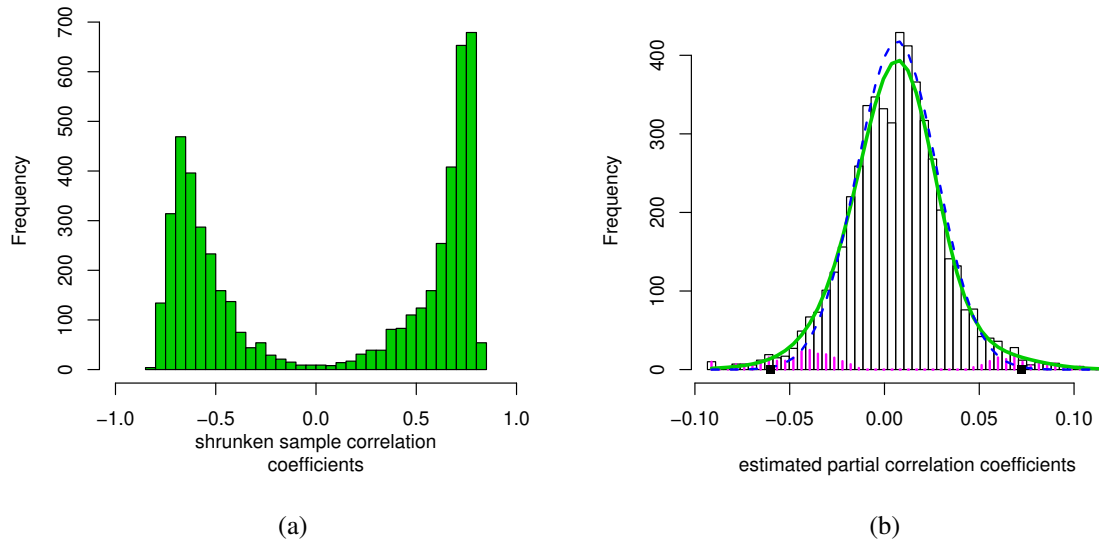 700
600
500
400
300
200
100
0
Frequency
−1.0 −0.5 0.0 0.5 1.0
shrunken sample correlation
coefficients
(a)
400
300
200
100
0
Frequency
−0.10 −0.05 0.00 0.05 0.10
estimated partial correlation coefficients
(b)